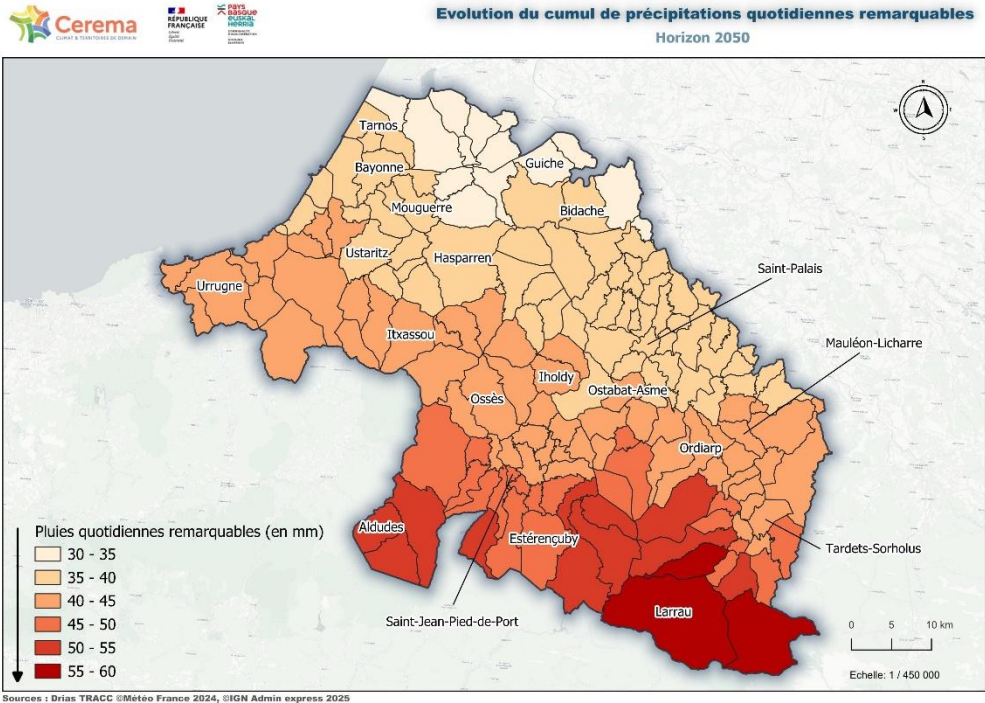 Cerema
CLIMAT & TERRITOIRES DE DEMAIN
RÉPUBLIQUE
FRANÇAISE
Liberté
Égalité
Fraternité
PAYS
BASQUE
EUSKAL
HERRIA
Evolution du cumul de précipitations quotidiennes remarquables
Horizon 2050
N
Tarnos
Guiche
Bayonne
Mouguerre
Bidache
Ustaritz
Hasparren
Saint-Palais
Urrugne
Itxassou
Mauléon-Licharre
Iholdy
Ostabat-Asme
Ossès
Ordiarp
Aldudes
Estérençuby
Tardets-Sorholus
Larrau
Saint-Jean-Pied-de-Port
Pluies quotidiennes remarquables (en mm)
30 - 35
35 - 40
40 - 45
45 - 50
50 - 55
55 - 60
0 5 10 km
Echelle: 1 / 450 000
Sources : Drias TRACC ©Météo France 2024, ©IGN Admin express 2025